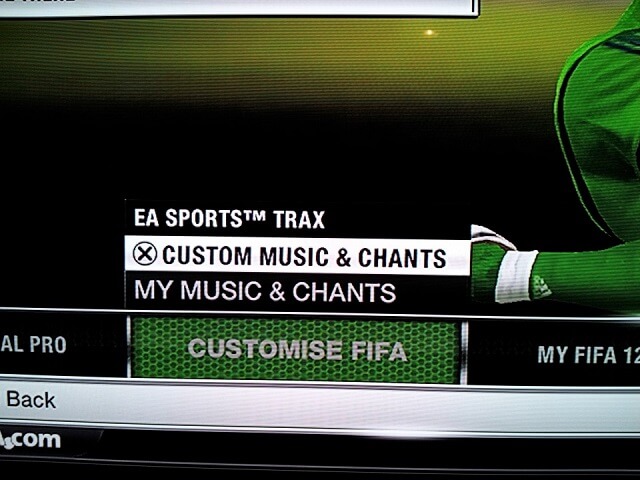 EA SPORTS™ TRAX
CUSTOM MUSIC & CHANTS
MY MUSIC & CHANTS
AL PRO
CUSTOMISE FIFA
MY FIFA 12
Back
.com